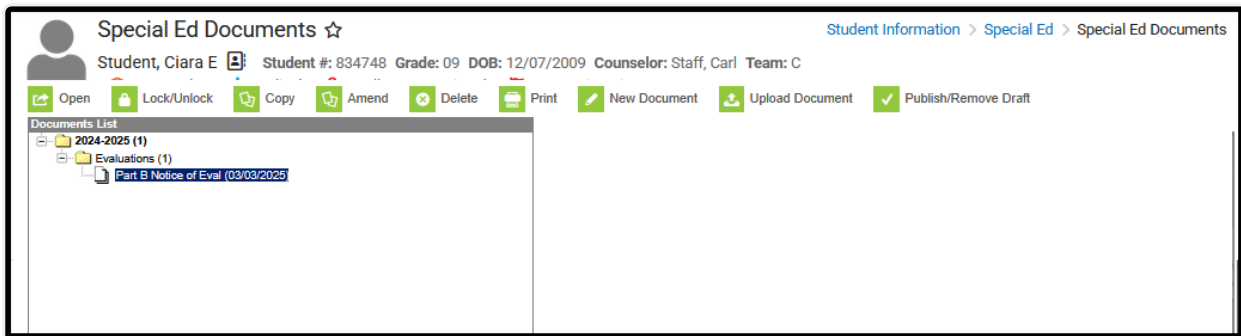 Special Ed Documents
Student Information > Special Ed > Special Ed Documents
Student, Ciara E Student #: 834748 Grade: 09 DOB: 12/07/2009 Counselor: Staff, Carl Team: C
Open Lock/Unlock Copy Amend Delete Print New Document Upload Document Publish/Remove Draft
Documents List
2024-2025 (1)
Evaluations (1)
Part B Notice of Eval (03/03/2025)